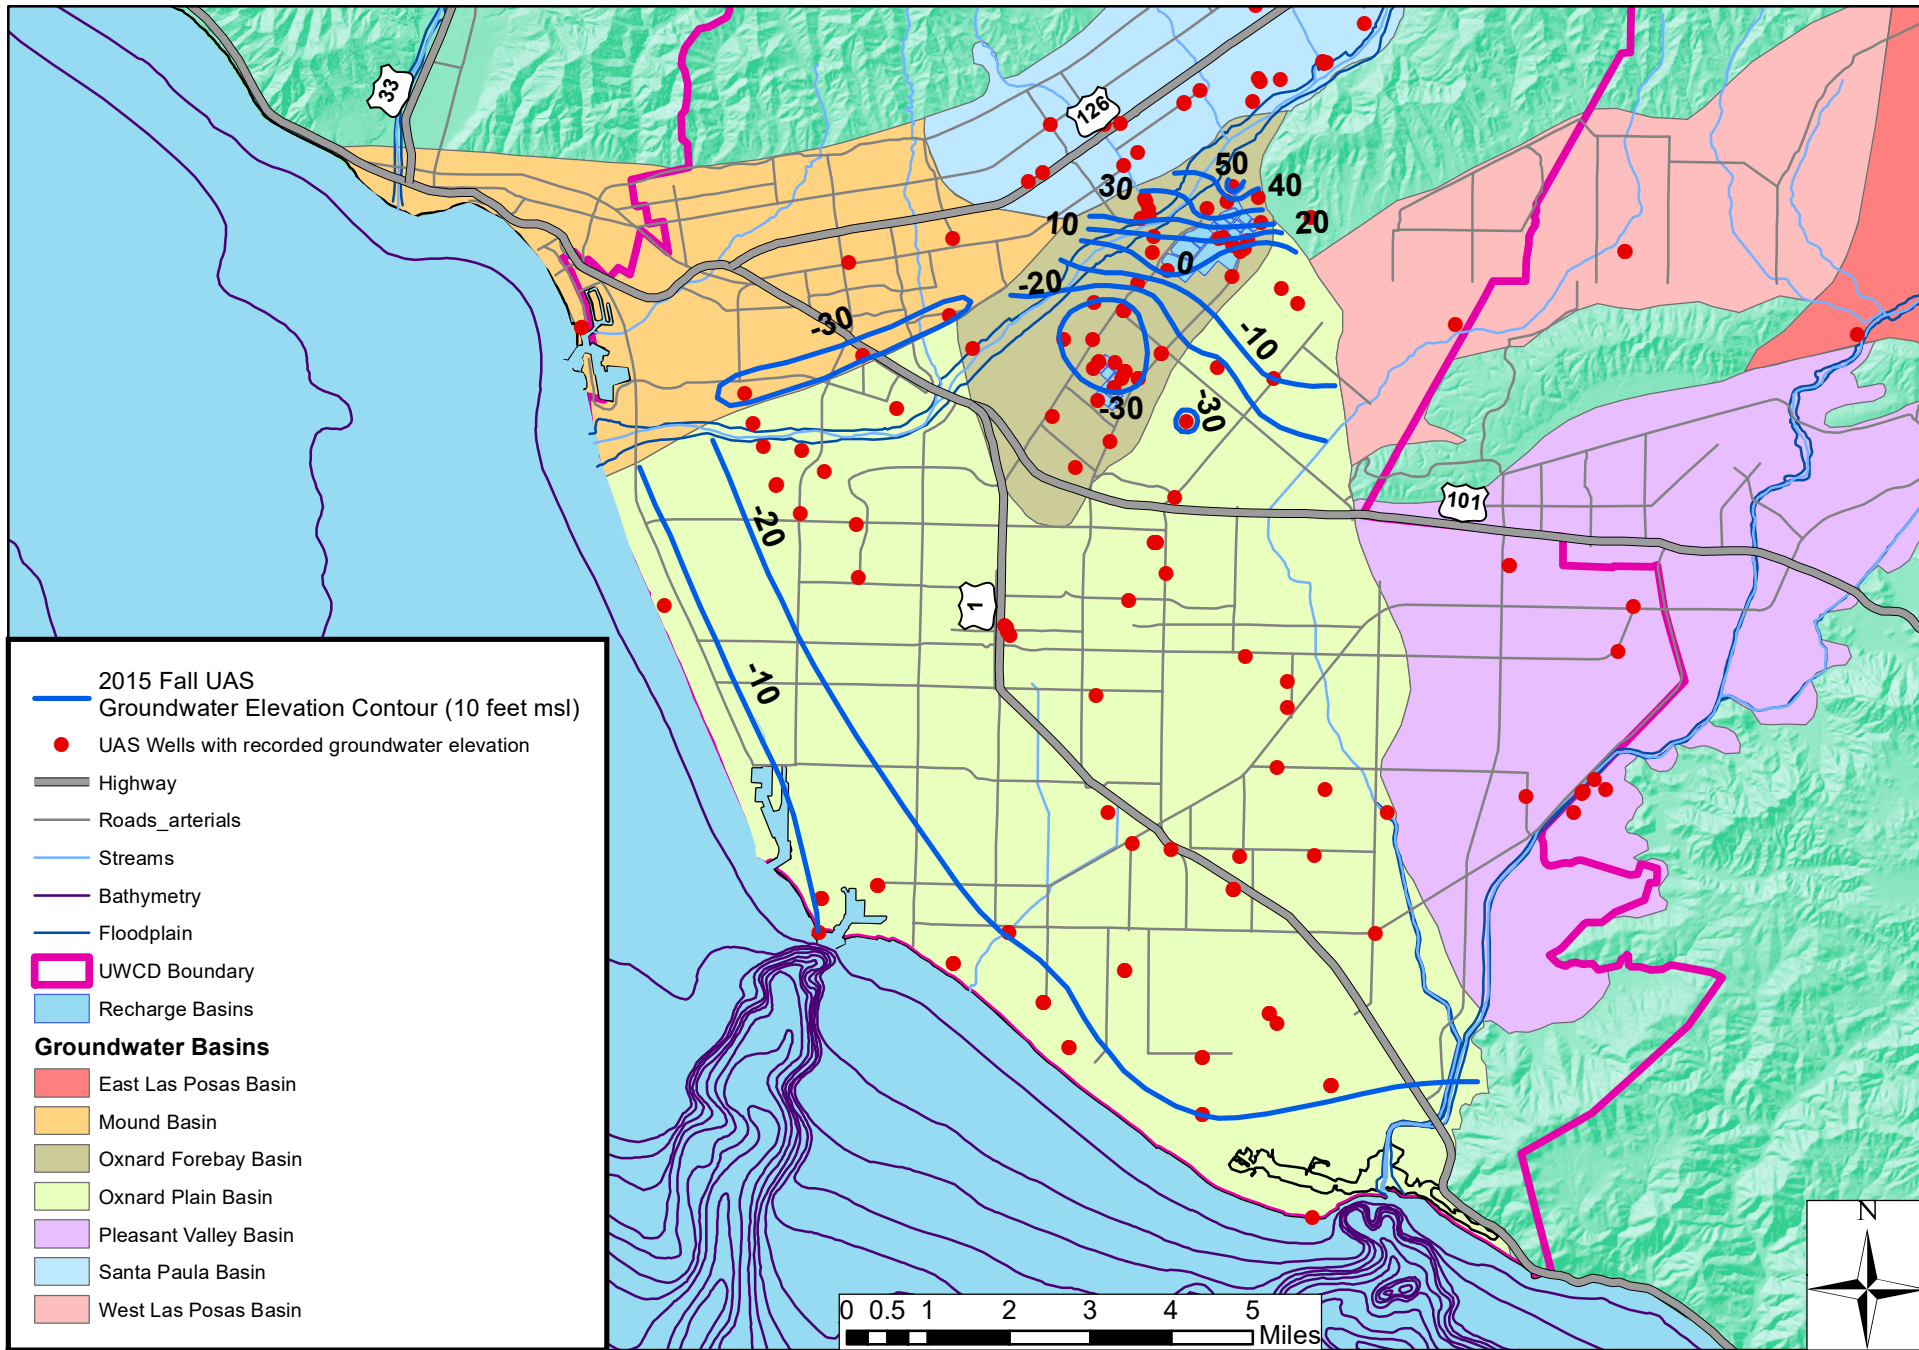 33
126
50
30
40
10
20
0
-20
-30
-10
-30
-30
101
-20
1
-10
2015 Fall UAS
Groundwater Elevation Contour (10 feet msl)
UAS Wells with recorded groundwater elevation
Highway
Roads_arterials
Streams
Bathymetry
Floodplain
UWCD Boundary
Recharge Basins
Groundwater Basins
East Las Posas Basin
Mound Basin
Oxnard Forebay Basin
Oxnard Plain Basin
Pleasant Valley Basin
Santa Paula Basin
West Las Posas Basin
N
0 0.5 1 2 3 4 5
Miles